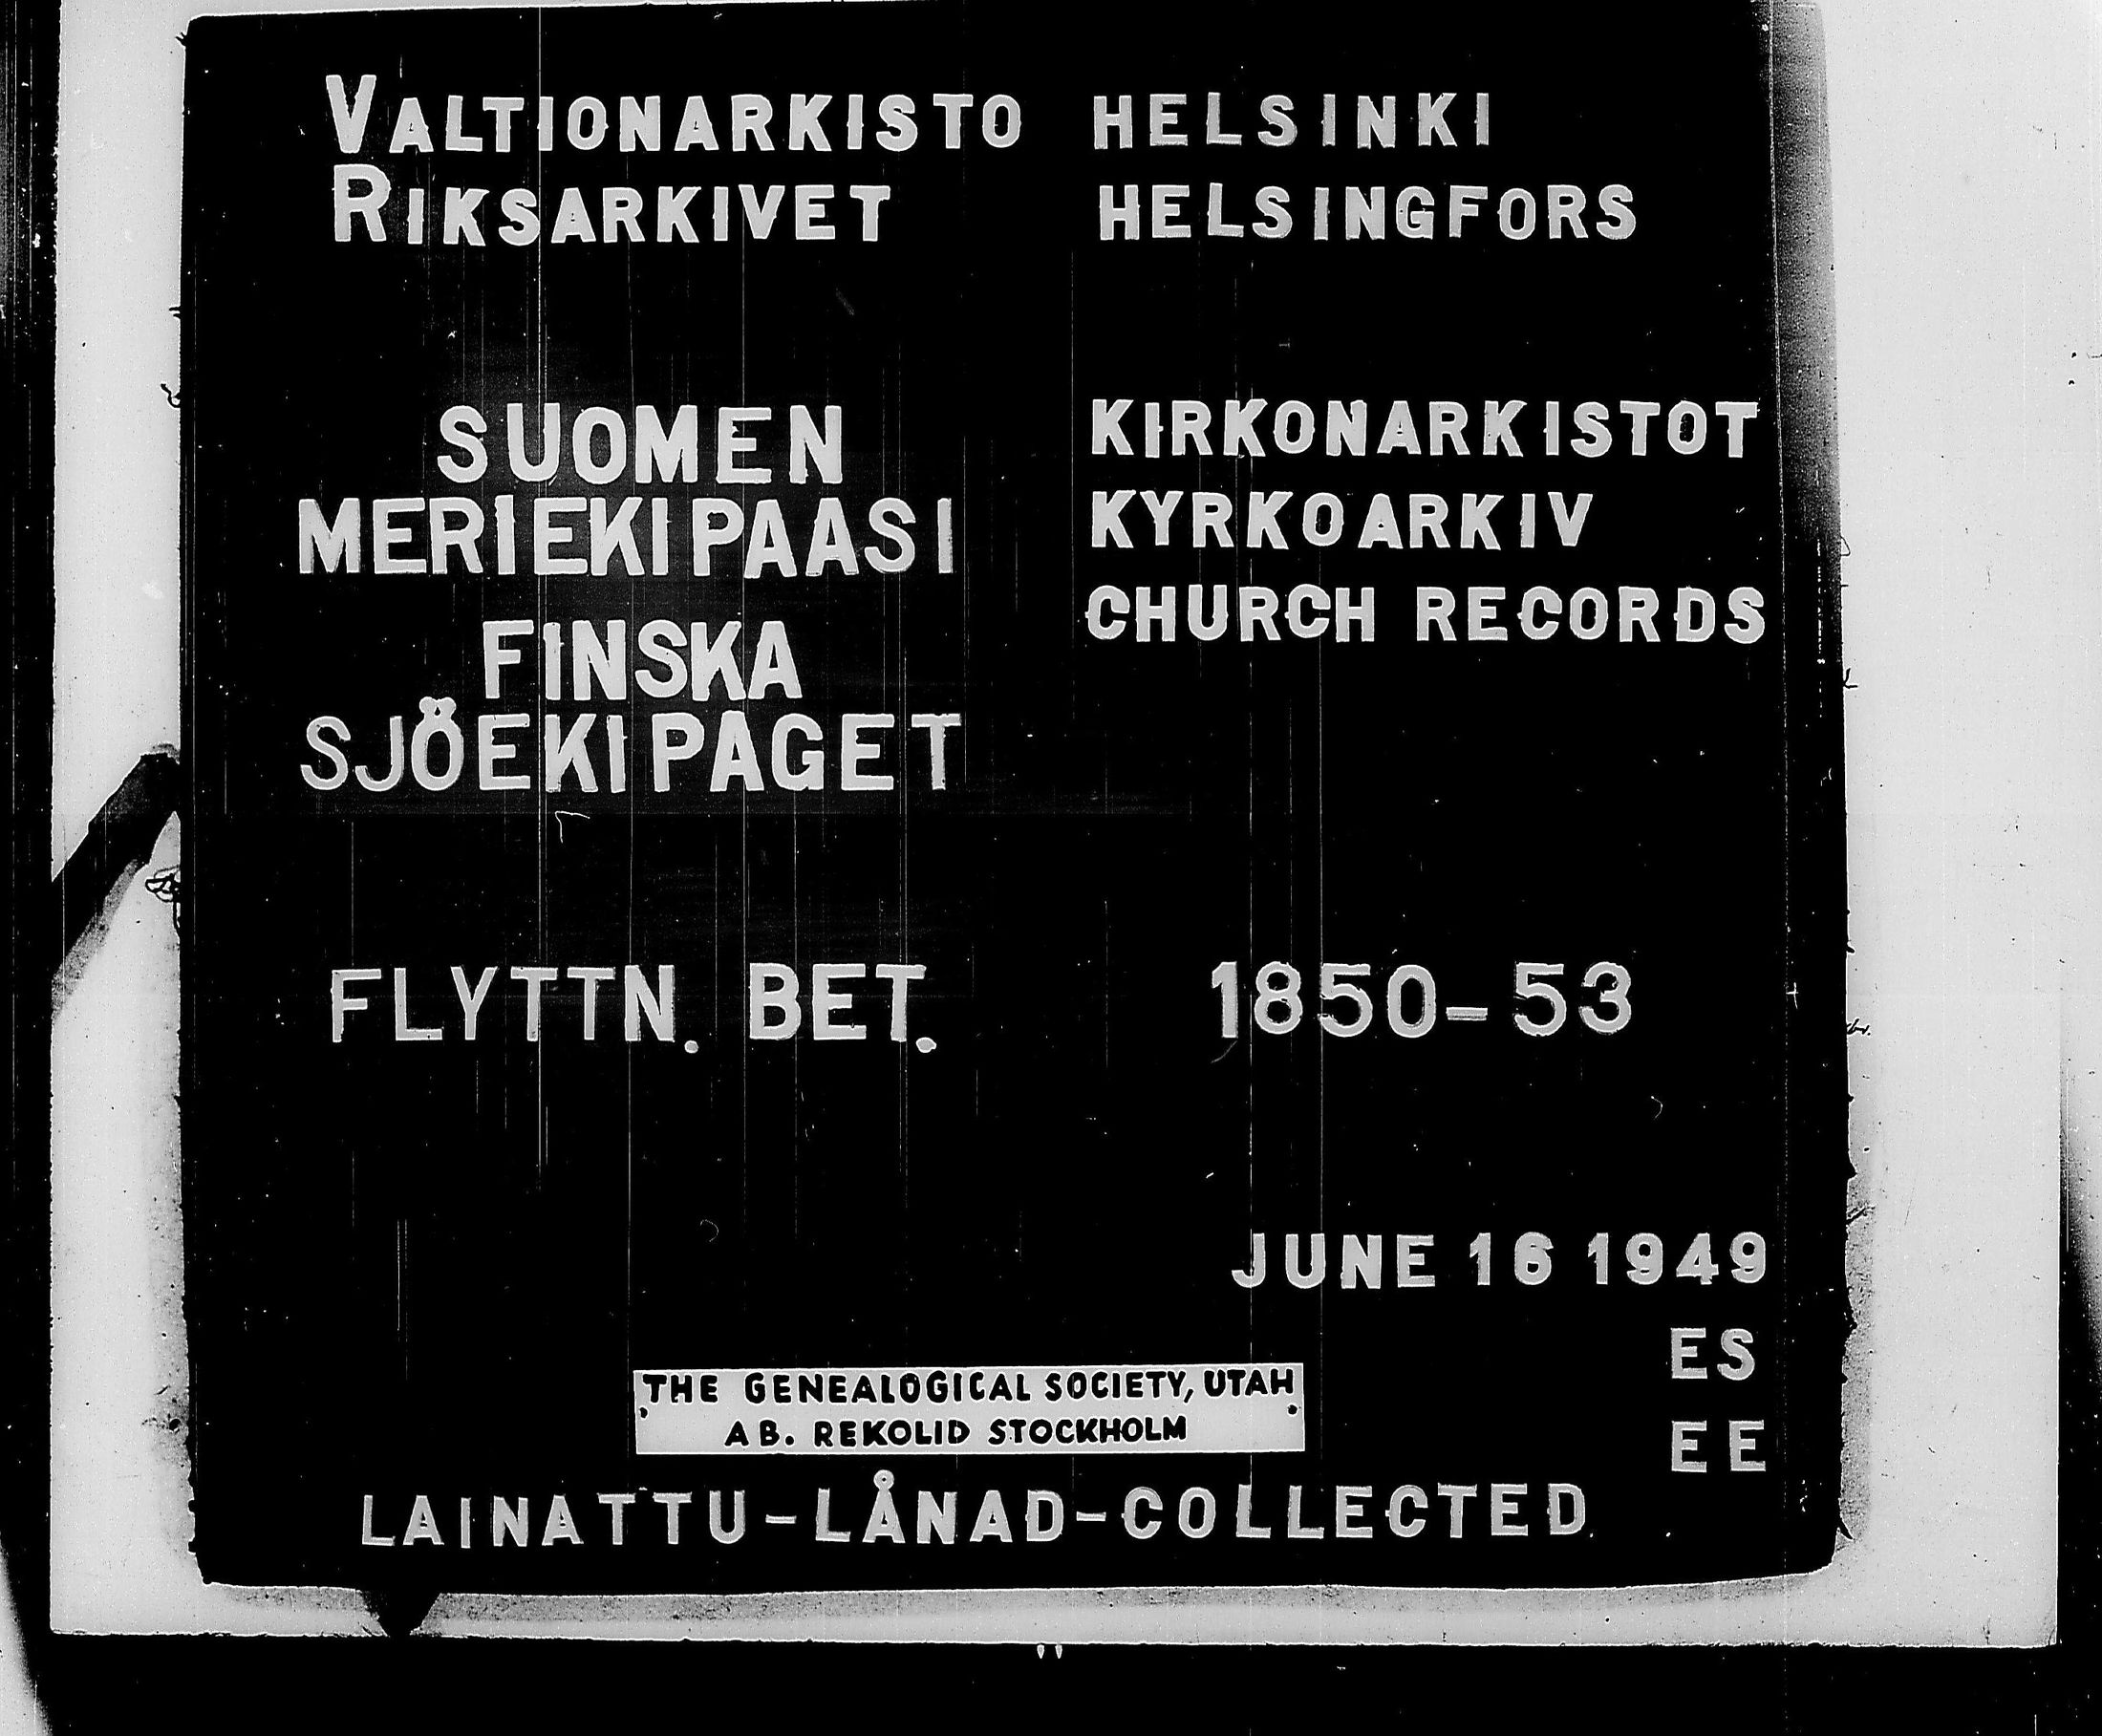 VALTIONARKISTO HELSINKI
RIKSARKIVET HELSINGFORS
SUOMEN
MERIEKIPAASI
FINSKA
SJÖEKIPAGET
KIRKONARKISTOT
KYRKOARKIV
CHURCH RECORDS
FLYTTN. BET. 1850-53
JUNE 16 1949
ES
EE
THE GENEALOGICAL SOCIETY, UTAH
AB. REKOLID STOCKHOLM
LAINATTU-LÅNAD-COLLECTED